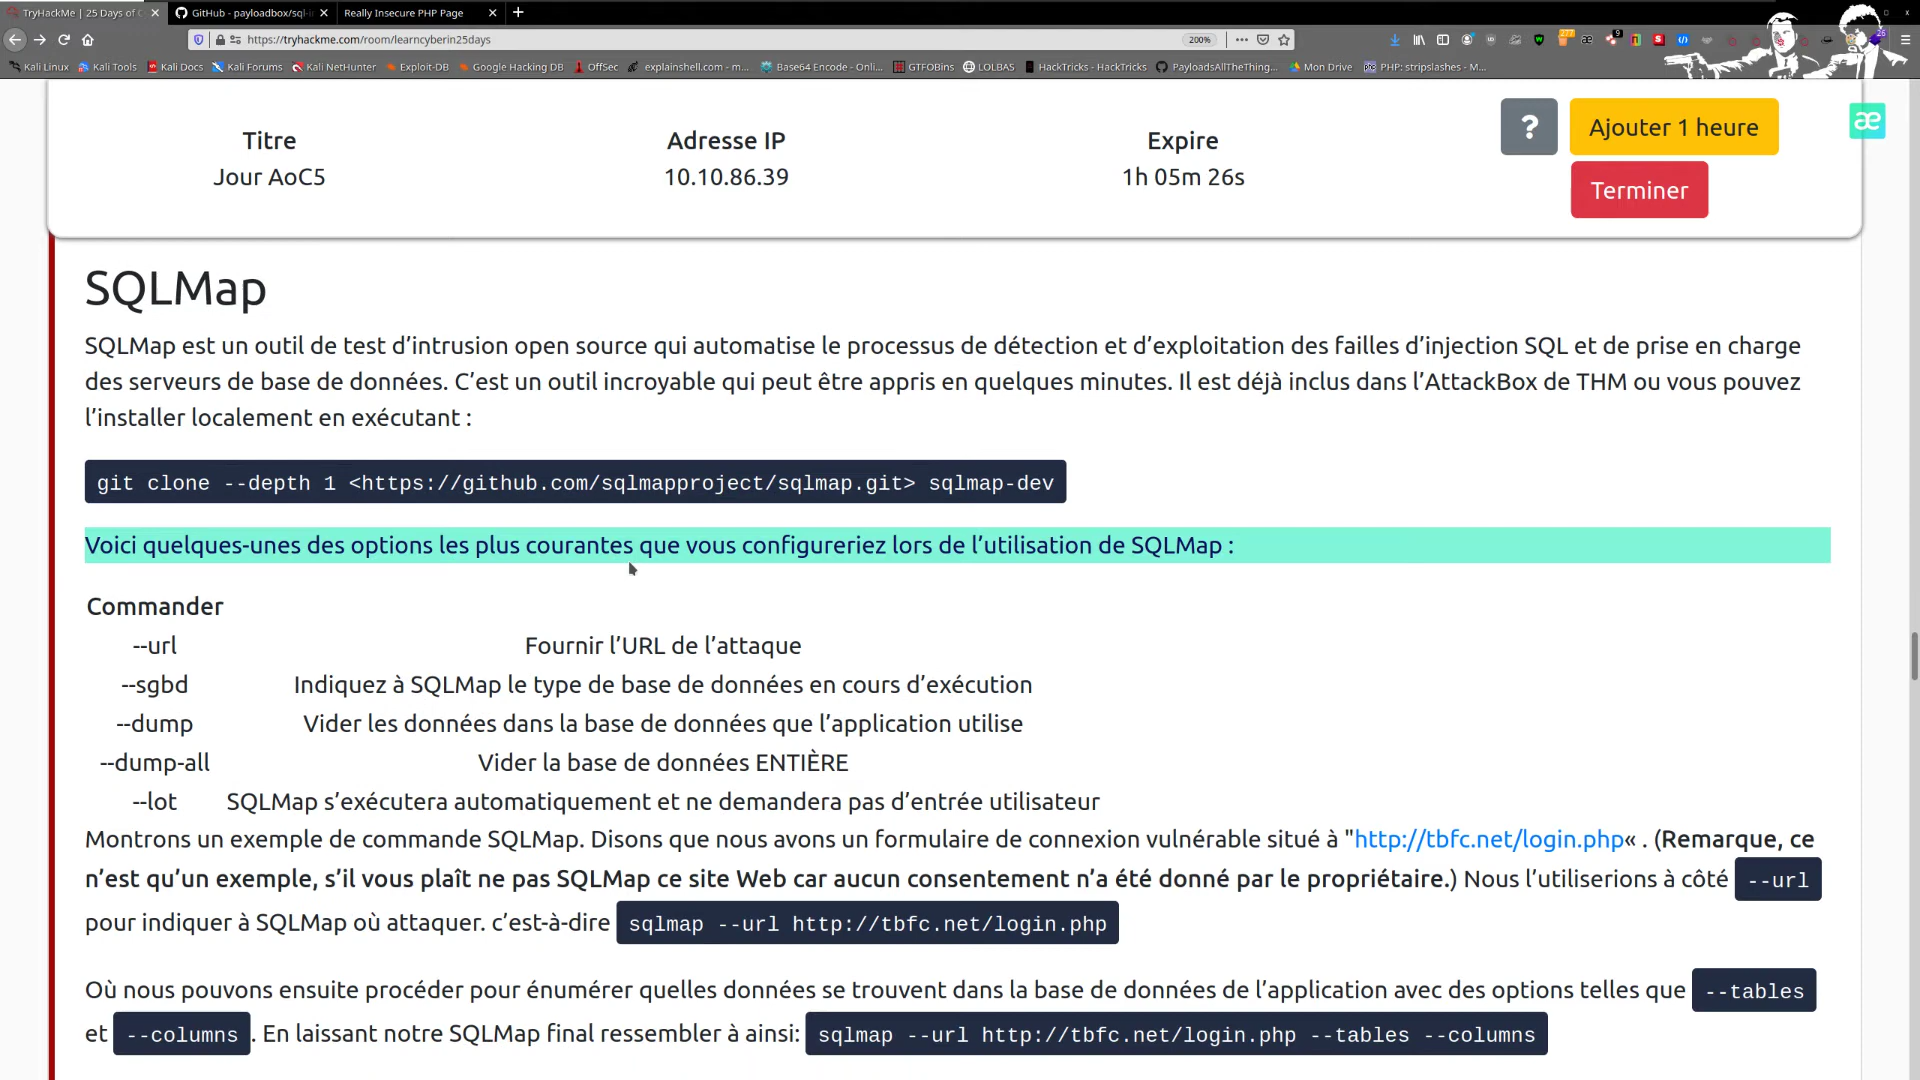 TryHackMe | 25 Days of C
GitHub - payloadbox/sql-i
Really Insecure PHP Page
https://tryhackme.com/room/learncyberin25days
200%
277
9
26
Kali Linux
Kali Tools
Kali Docs
Kali Forums
Kali NetHunter
Exploit-DB
Google Hacking DB
OffSec
explainshell.com - m...
Base64 Encode - Onli...
GTFOBins
LOLBAS
HackTricks - HackTricks
PayloadsAllTheThing...
Mon Drive
PHP: stripslashes - M...
Titre Adresse IP Expire
Jour AoC5 10.10.86.39 1h 05m 26s
?
Ajouter 1 heure
Terminer
æ
SQLMap
SQLMap est un outil de test d’intrusion open source qui automatise le processus de détection et d’exploitation des failles d’injection SQL et de prise en charge
des serveurs de base de données. C’est un outil incroyable qui peut être appris en quelques minutes. Il est déjà inclus dans l’AttackBox de THM ou vous pouvez
l’installer localement en exécutant :
git clone --depth 1 <https://github.com/sqlmapproject/sqlmap.git> sqlmap-dev
Voici quelques-unes des options les plus courantes que vous configureriez lors de l’utilisation de SQLMap :
Commander
--url Fournir l’URL de l’attaque
--sgbd Indiquez à SQLMap le type de base de données en cours d’exécution
--dump Vider les données dans la base de données que l’application utilise
--dump-all Vider la base de données ENTIÈRE
--lot SQLMap s’exécutera automatiquement et ne demandera pas d’entrée utilisateur
Montrons un exemple de commande SQLMap. Disons que nous avons un formulaire de connexion vulnérable situé à "http://tbfc.net/login.php« . (Remarque, ce
n’est qu’un exemple, s’il vous plaît ne pas SQLMap ce site Web car aucun consentement n’a été donné par le propriétaire.) Nous l’utiliserions à côté --url
pour indiquer à SQLMap où attaquer. c’est-à-dire sqlmap --url http://tbfc.net/login.php
Où nous pouvons ensuite procéder pour énumérer quelles données se trouvent dans la base de données de l’application avec des options telles que --tables
et --columns . En laissant notre SQLMap final ressembler à ainsi: sqlmap --url http://tbfc.net/login.php --tables --columns